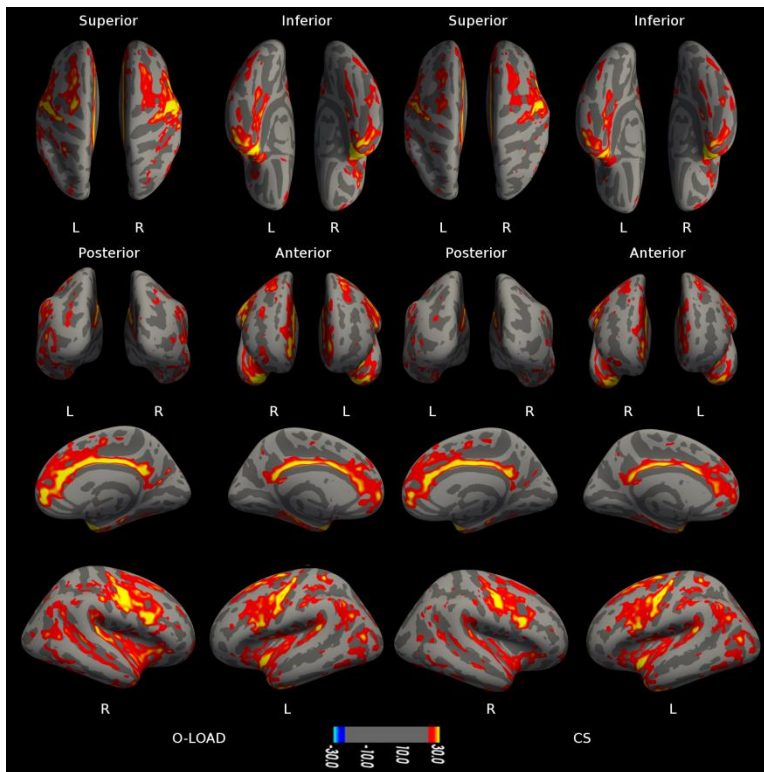 Superior Inferior Superior Inferior
L R L R L R L R
Posterior Anterior Posterior Anterior
L R R L L R R L
R L R L
O-LOAD -30.0 -10.0 10.0 30.0 CS